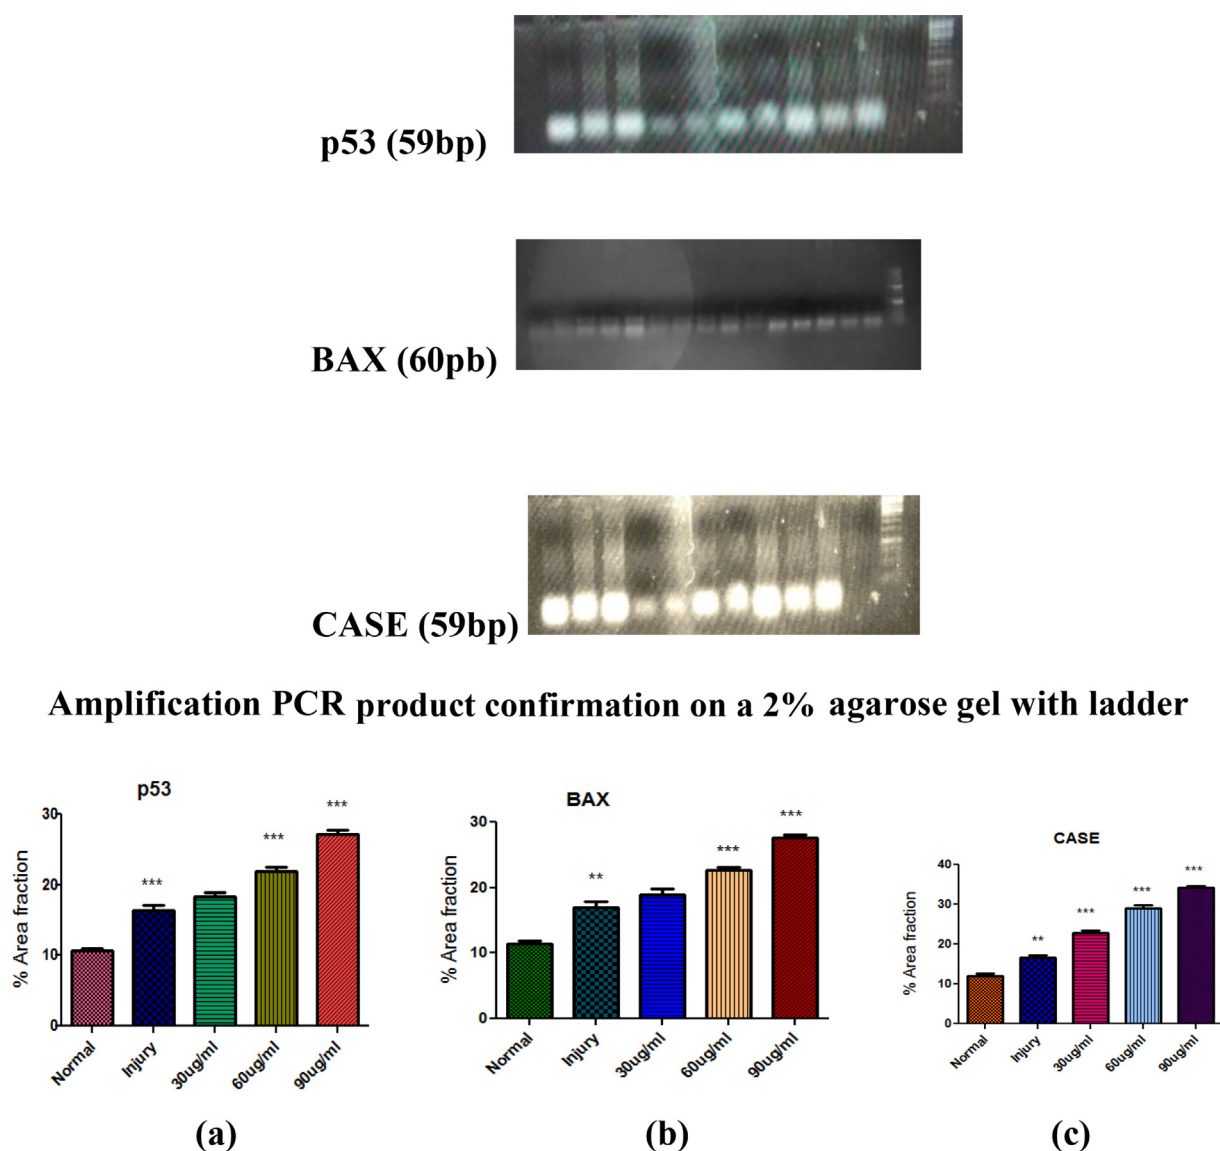 p53 (59bp)
BAX (60pb)
CASE (59bp)
Amplification PCR product confirmation on a 2% agarose gel with ladder
p53
% Area fraction
30
20
10
0
***
***
***
Normal
Injury
30ug/ml
60ug/ml
90ug/ml
(a)
BAX
% Area fraction
30
20
10
0
**
***
***
Normal
Injury
30ug/ml
60ug/ml
90ug/ml
(b)
CASE
% Area fraction
40
30
20
10
0
**
***
***
***
Normal
Injury
30ug/ml
60ug/ml
90ug/ml
(c)